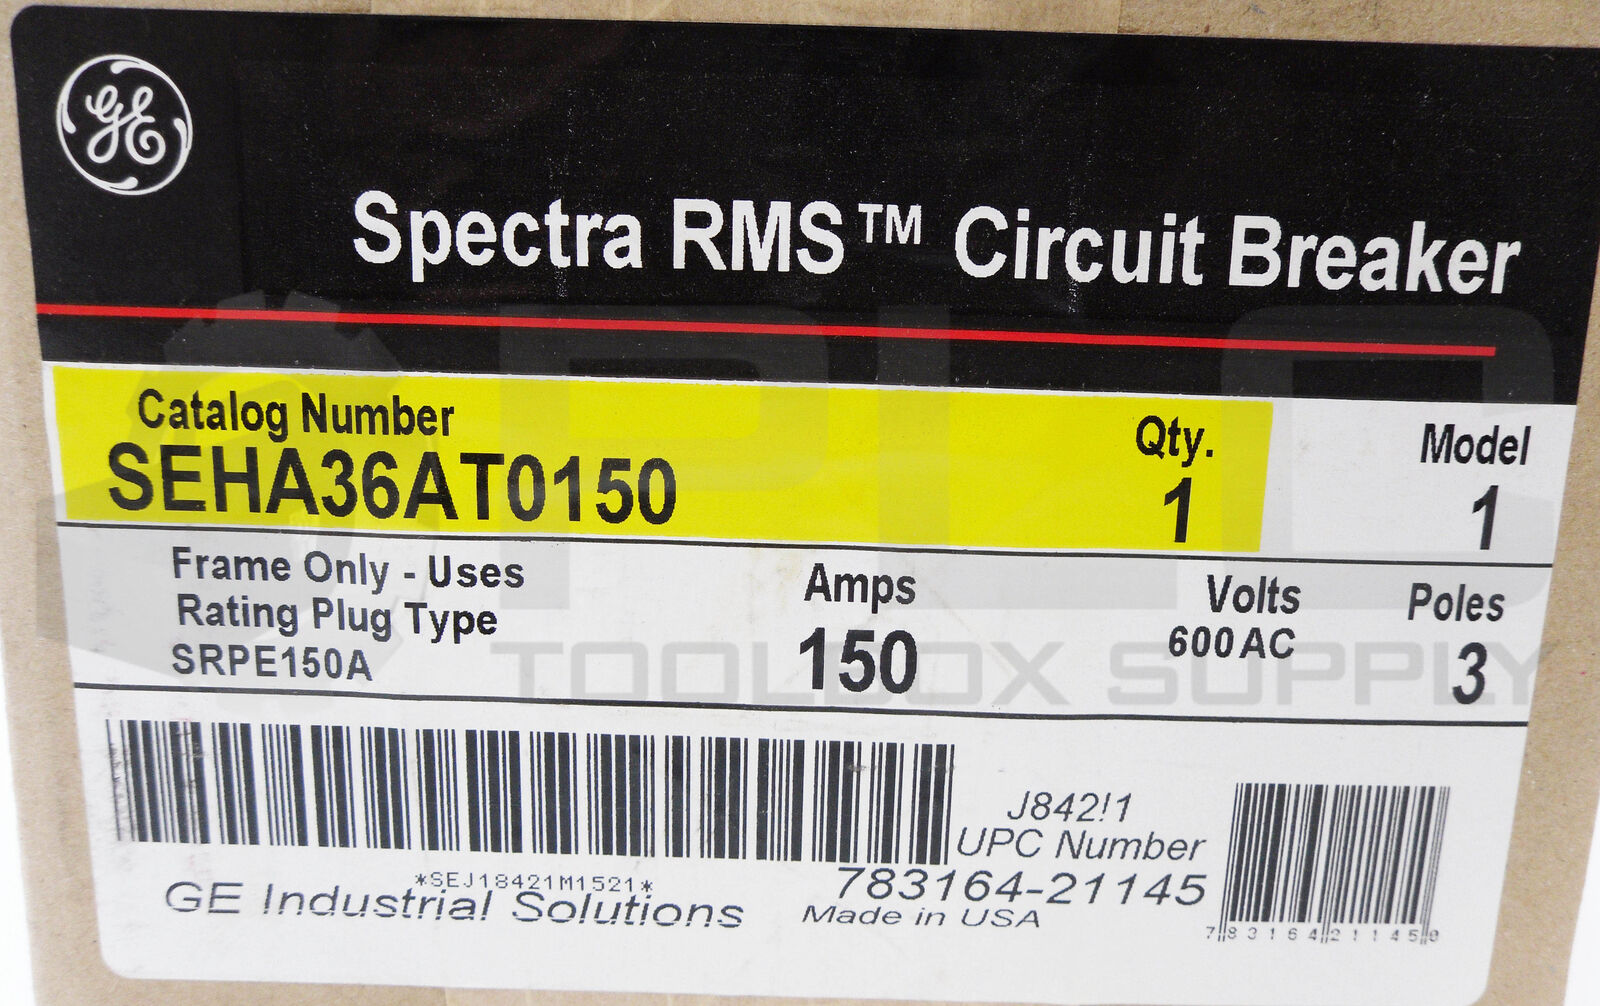 GE
Spectra RMS™ Circuit Breaker
Catalog Number
SEHA36AT0150
Qty.
1
Model
1
Frame Only - Uses
Rating Plug Type
SRPE150A
Amps
150
Volts
600AC
Poles
3
PLC
TOOLBOX SUPPLY
J842!1
UPC Number
783164-21145
*SEJ18421M1521*
GE Industrial Solutions
Made in USA
7 83164 21145 0